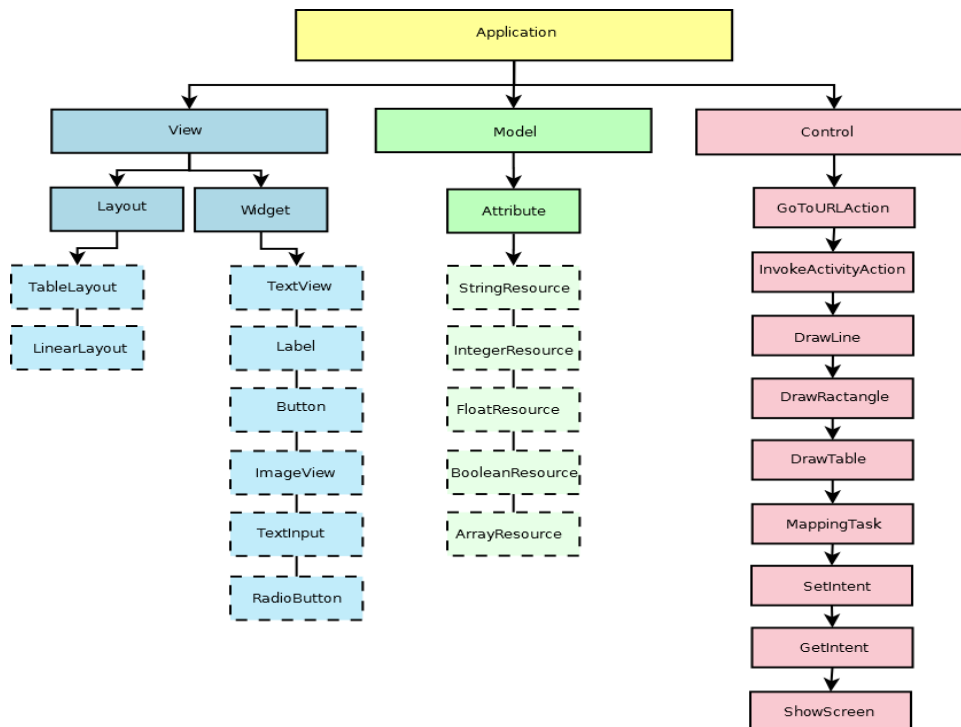 Application
View
Model
Control
Layout
Widget
Attribute
GoToURLAction
TableLayout
TextView
StringResource
InvokeActivityAction
LinearLayout
Label
IntegerResource
DrawLine
Button
FloatResource
DrawRactangle
ImageView
BooleanResource
DrawTable
TextInput
ArrayResource
MappingTask
RadioButton
SetIntent
GetIntent
ShowScreen